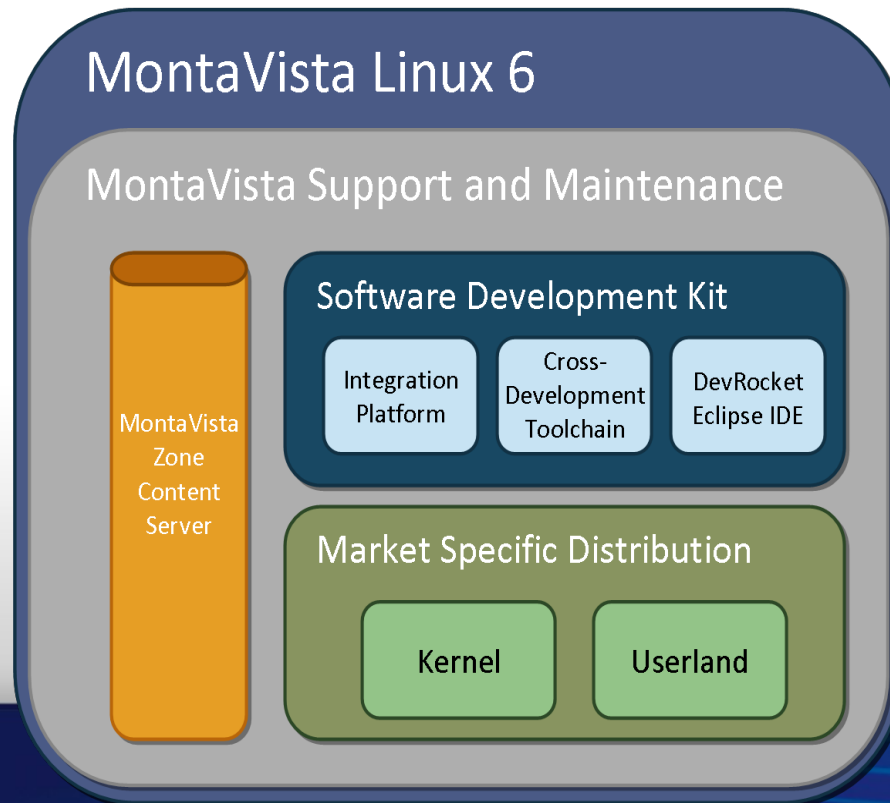 MontaVista Linux 6
MontaVista Support and Maintenance
MontaVista
Zone
Content
Server
Software Development Kit
Integration
Platform
Cross-
Development
Toolchain
DevRocket
Eclipse IDE
Market Specific Distribution
Kernel
Userland